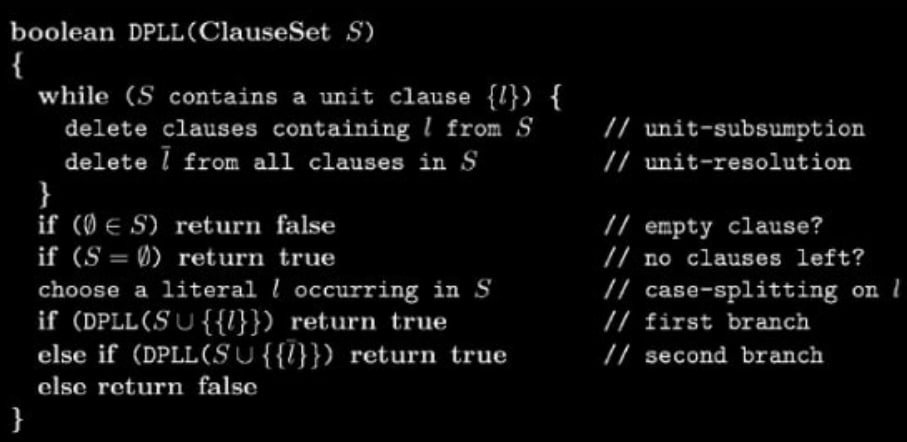 boolean DPLL(ClauseSet S)
{
while (S contains a unit clause {l}) {
delete clauses containing l from S // unit-subsumption
delete l̄ from all clauses in S // unit-resolution
}
if (∅ ∈ S) return false // empty clause?
if (S = ∅) return true // no clauses left?
choose a literal l occurring in S // case-splitting on l
if (DPLL(S ∪ {{l}}) return true // first branch
else if (DPLL(S ∪ {{l̄}}) return true // second branch
else return false
}